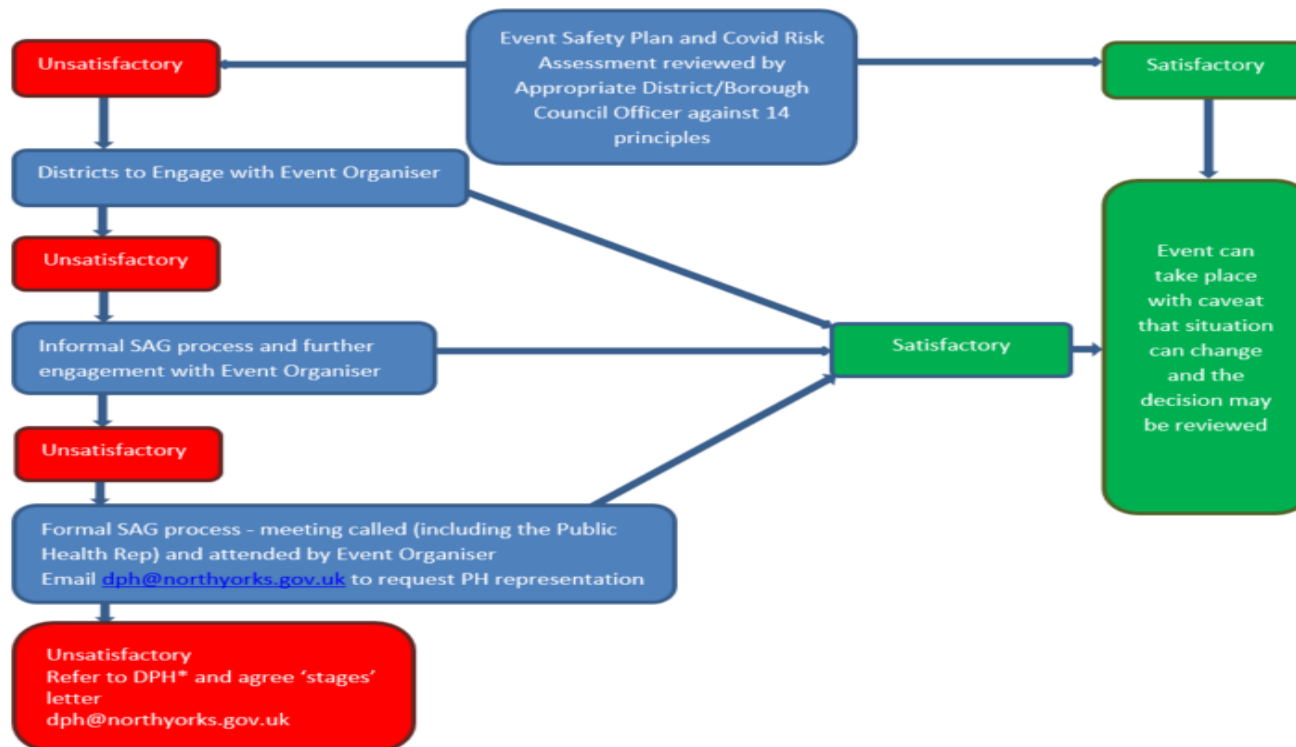 Event Safety Plan and Covid Risk
Assessment reviewed by
Appropriate District/Borough
Council Officer against 14
principles
Unsatisfactory
Satisfactory
Districts to Engage with Event Organiser
Unsatisfactory
Informal SAG process and further
engagement with Event Organiser
Satisfactory
Event can
take place
with caveat
that situation
can change
and the
decision may
be reviewed
Unsatisfactory
Formal SAG process - meeting called (including the Public
Health Rep) and attended by Event Organiser
Email dph@northyorks.gov.uk to request PH representation
Unsatisfactory
Refer to DPH* and agree ‘stages’
letter
dph@northyorks.gov.uk